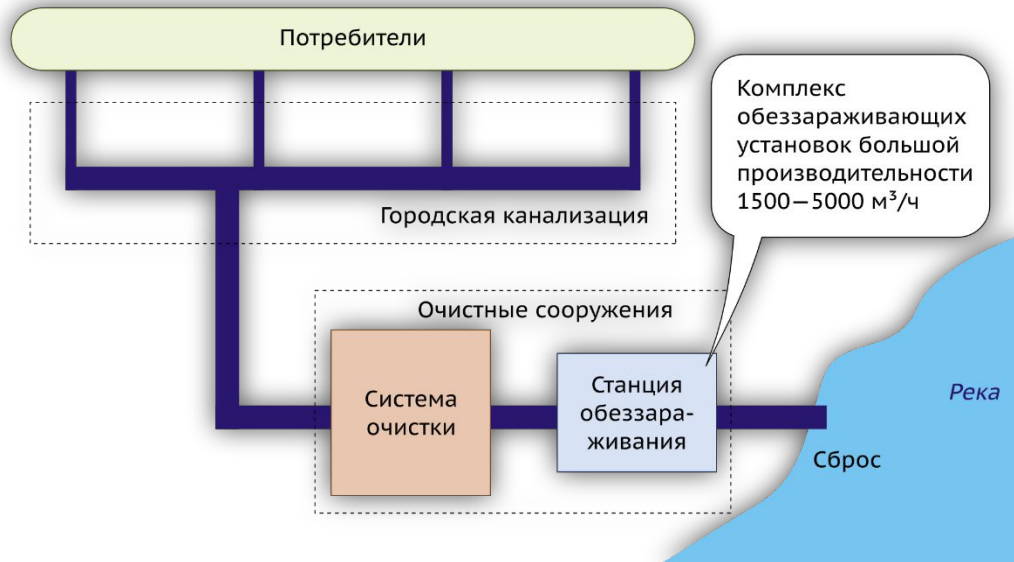 Потребители
Комплекс
обеззараживающих
установок большой
производительности
1500—5000 м³/ч
Городская канализация
Очистные сооружения
Система
очистки
Станция
обеззара-
живания
Река
Сброс